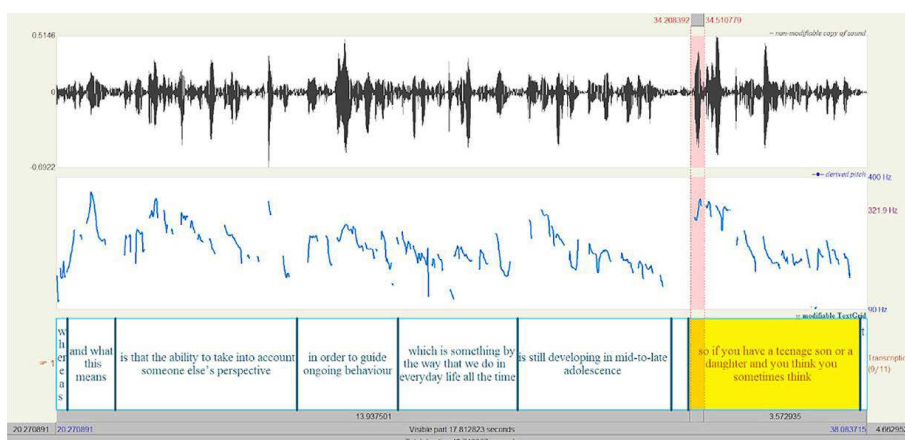 34.208392 34.510779
~ non-modifiable copy of sound
0.5146
0
derived pitch
400 Hz
321.9 Hz
90 Hz
:: modifiable TextGrid
☞ 1
whereas
and what this means
is that the ability to take into account
someone else's perspective
in order to guide
ongoing behaviour
which is something by
the way that we do in
everyday life all the time
is still developing in mid-to-late
adolescence
so if you have a teenage son or a
daughter and you think you
sometimes think
t
(9/11)
13.937501 3.572935
20.270891 20.270891 Visible part 17.812823 seconds 38.083715